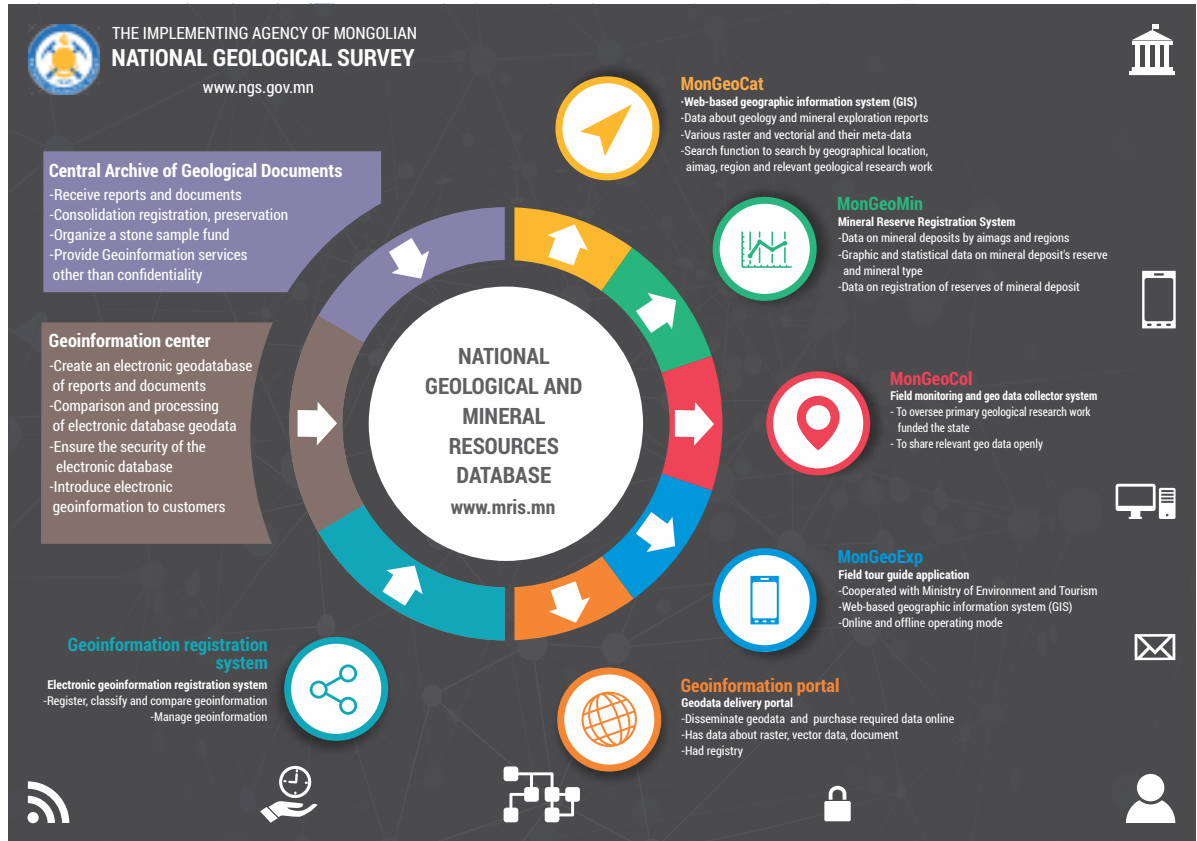 THE IMPLEMENTING AGENCY OF MONGOLIAN
NATIONAL GEOLOGICAL SURVEY
www.ngs.gov.mn
Central Archive of Geological Documents
-Receive reports and documents
-Consolidation registration, preservation
-Organize a stone sample fund
-Provide Geoinformation services
other than confidentiality
Geoinformation center
-Create an electronic geodatabase
of reports and documents
-Comparison and processing
of electronic database geodata
-Ensure the security of the
electronic database
-Introduce electronic
geoinformation to customers
Geoinformation registration
system
Electronic geoinformation registration system
-Register, classify and compare geoinformation
-Manage geoinformation
NATIONAL
GEOLOGICAL AND
MINERAL
RESOURCES
DATABASE
www.mris.mn
MonGeoCat
-Web-based geographic information system (GIS)
-Data about geology and mineral exploration reports
-Various raster and vectorial and their meta-data
-Search function to search by geographical location,
aimag, region and relevant geological research work
MonGeoMin
Mineral Reserve Registration System
-Data on mineral deposits by aimags and regions
-Graphic and statistical data on mineral deposit's reserve
and mineral type
-Data on registration of reserves of mineral deposit
MonGeoCol
Field monitoring and geo data collector system
- To oversee primary geological research work
funded the state
- To share relevant geo data openly
MonGeoExp
Field tour guide application
-Cooperated with Ministry of Environment and Tourism
-Web-based geographic information system (GIS)
-Online and offline operating mode
Geoinformation portal
Geodata delivery portal
-Disseminate geodata and purchase required data online
-Has data about raster, vector data, document
-Had registry